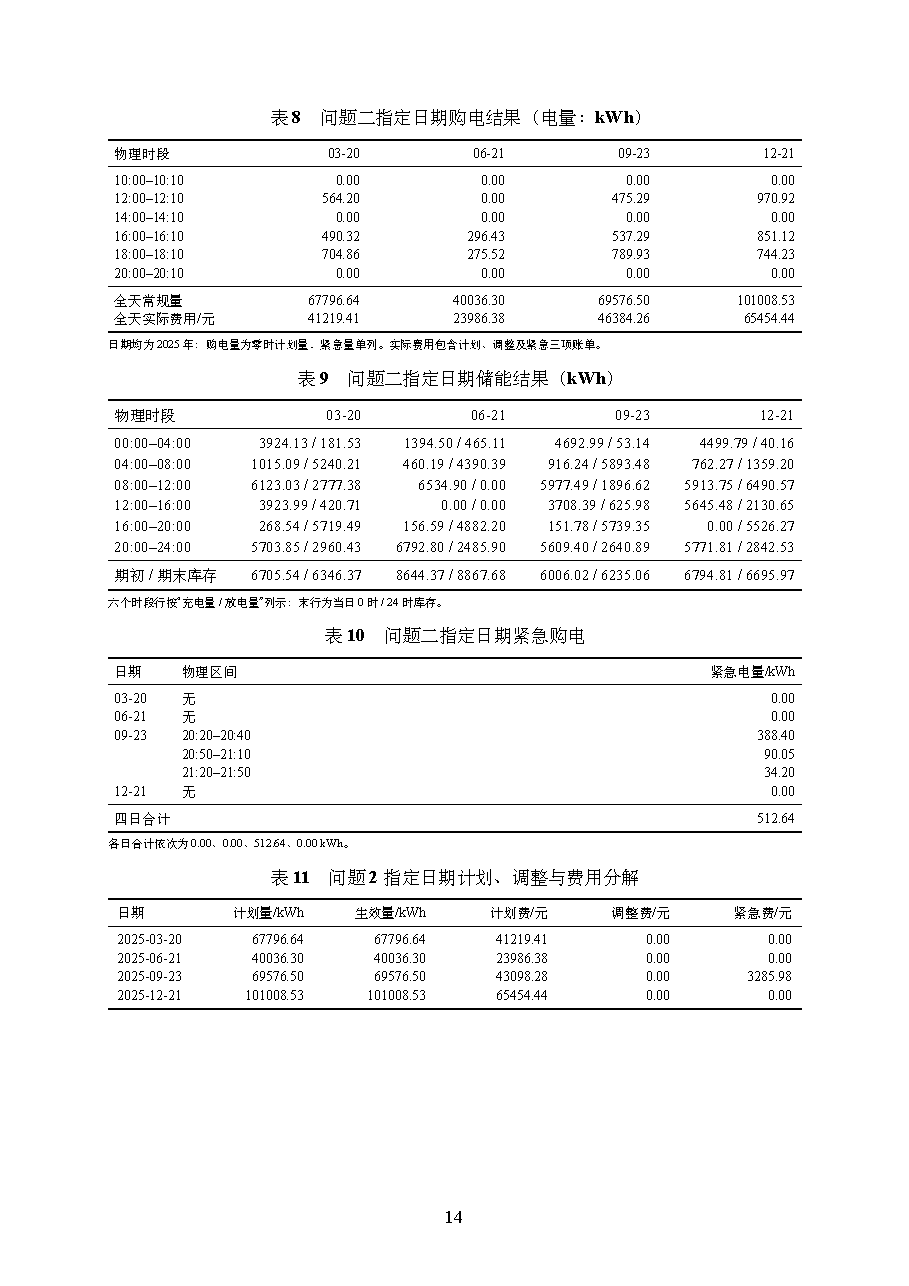 表 8 问题二指定日期购电结果（电量：kWh）
物理时段 03-20 06-21 09-23 12-21
10:00–10:10 0.00 0.00 0.00 0.00
12:00–12:10 564.20 0.00 475.29 970.92
14:00–14:10 0.00 0.00 0.00 0.00
16:00–16:10 490.32 296.43 537.29 851.12
18:00–18:10 704.86 275.52 789.93 744.23
20:00–20:10 0.00 0.00 0.00 0.00
全天常规量 67796.64 40036.30 69576.50 101008.53
全天实际费用/元 41219.41 23986.38 46384.26 65454.44
日期均为 2025 年；购电量为零时计划量，紧急量单列。实际费用包含计划、调整及紧急三项账单。
表 9 问题二指定日期储能结果（kWh）
物理时段 03-20 06-21 09-23 12-21
00:00–04:00 3924.13 / 181.53 1394.50 / 465.11 4692.99 / 53.14 4499.79 / 40.16
04:00–08:00 1015.09 / 5240.21 460.19 / 4390.39 916.24 / 5893.48 762.27 / 1359.20
08:00–12:00 6123.03 / 2777.38 6534.90 / 0.00 5977.49 / 1896.62 5913.75 / 6490.57
12:00–16:00 3923.99 / 420.71 0.00 / 0.00 3708.39 / 625.98 5645.48 / 2130.65
16:00–20:00 268.54 / 5719.49 156.59 / 4882.20 151.78 / 5739.35 0.00 / 5526.27
20:00–24:00 5703.85 / 2960.43 6792.80 / 2485.90 5609.40 / 2640.89 5771.81 / 2842.53
期初 / 期末库存 6705.54 / 6346.37 8644.37 / 8867.68 6006.02 / 6235.06 6794.81 / 6695.97
六个时段行按“充电量 / 放电量”列示；末行为当日 0 时 / 24 时库存。
表 10 问题二指定日期紧急购电
日期 物理区间 紧急电量/kWh
03-20 无 0.00
06-21 无 0.00
09-23 20:20–20:40 388.40
20:50–21:10 90.05
21:20–21:50 34.20
12-21 无 0.00
四日合计 512.64
各日合计依次为 0.00、0.00、512.64、0.00 kWh。
表 11 问题 2 指定日期计划、调整与费用分解
日期 计划量/kWh 生效量/kWh 计划费/元 调整费/元 紧急费/元
2025-03-20 67796.64 67796.64 41219.41 0.00 0.00
2025-06-21 40036.30 40036.30 23986.38 0.00 0.00
2025-09-23 69576.50 69576.50 43098.28 0.00 3285.98
2025-12-21 101008.53 101008.53 65454.44 0.00 0.00
14